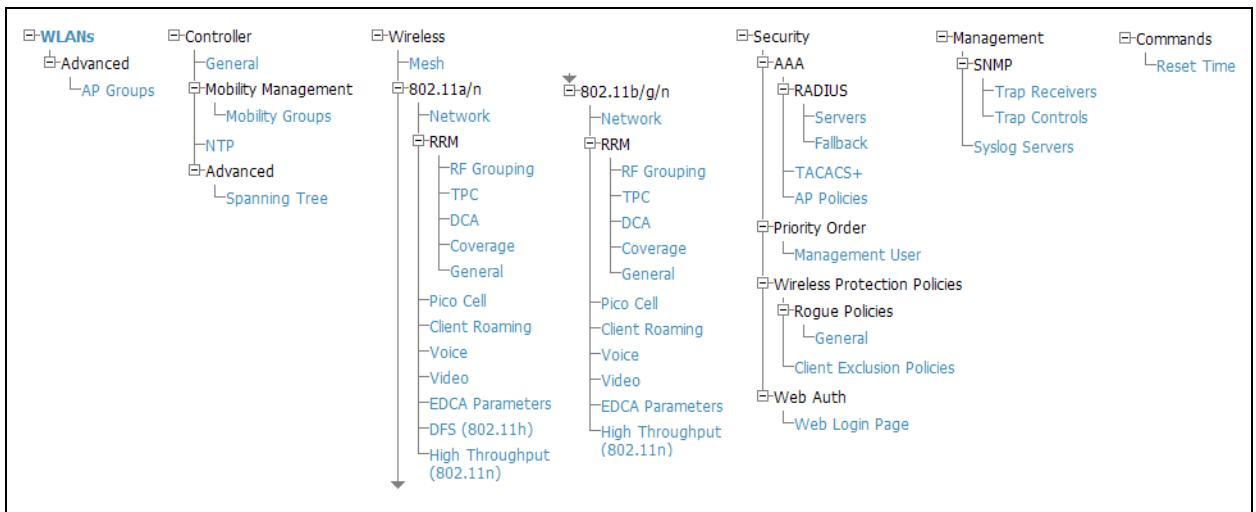 WLANs
Advanced
AP Groups
Controller
General
Mobility Management
Mobility Groups
NTP
Advanced
Spanning Tree
Wireless
Mesh
802.11a/n
Network
RRM
RF Grouping
TPC
DCA
Coverage
General
Pico Cell
Client Roaming
Voice
Video
EDCA Parameters
DFS (802.11h)
High Throughput
(802.11n)
802.11b/g/n
Network
RRM
RF Grouping
TPC
DCA
Coverage
General
Pico Cell
Client Roaming
Voice
Video
EDCA Parameters
High Throughput
(802.11n)
Security
AAA
RADIUS
Servers
Fallback
TACACS+
AP Policies
Priority Order
Management User
Wireless Protection Policies
Rogue Policies
General
Client Exclusion Policies
Web Auth
Web Login Page
Management
SNMP
Trap Receivers
Trap Controls
Syslog Servers
Commands
Reset Time